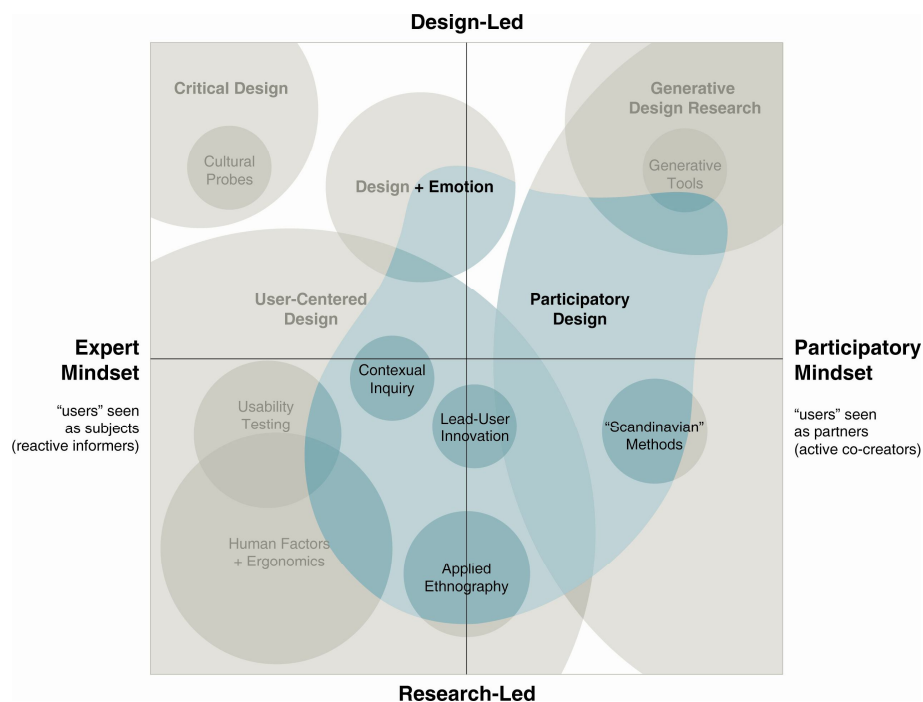 Design-Led
Critical Design
Cultural
Probes
Design + Emotion
Generative
Design Research
Generative
Tools
User-Centered
Design
Participatory
Design
Expert
Mindset
“users” seen
as subjects
(reactive informers)
Participatory
Mindset
“users” seen
as partners
(active co-creators)
Contexual
Inquiry
Usability
Testing
Lead-User
Innovation
“Scandinavian”
Methods
Human Factors
+ Ergonomics
Applied
Ethnography
Research-Led